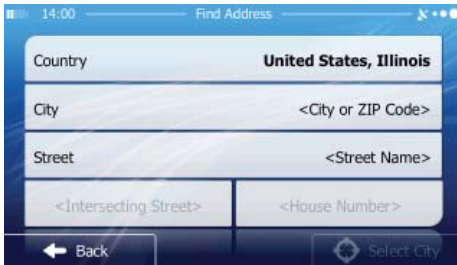 14:00 Find Address
Country United States, Illinois
City <City or ZIP Code>
Street <Street Name>
<Intersecting Street> <House Number>
Back Select City